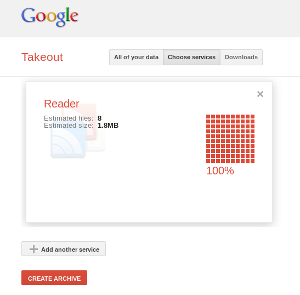 Google
Takeout
All of your data Choose services Downloads
Reader
Estimated files: 8
Estimated size: 1.8MB
100%
Add another service
CREATE ARCHIVE